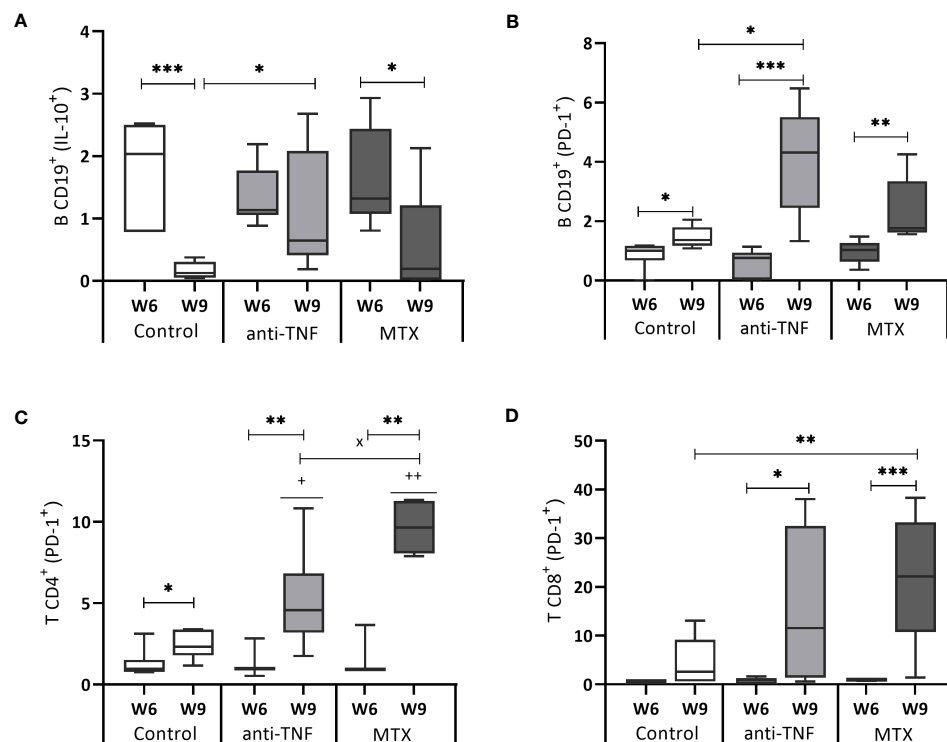 A
B CD19+ (IL-10+)
4
3
2
1
0
***
*
*
W6 W9 W6 W9 W6 W9
Control anti-TNF MTX
B
B CD19+ (PD-1+)
8
6
4
2
0
*
***
**
*
W6 W9 W6 W9 W6 W9
Control anti-TNF MTX
C
T CD4+ (PD-1+)
15
10
5
0
** **
x
+ ++
*
W6 W9 W6 W9 W6 W9
Control anti-TNF MTX
D
T CD8+ (PD-1+)
50
40
30
20
10
0
**
* ***
W6 W9 W6 W9 W6 W9
Control anti-TNF MTX